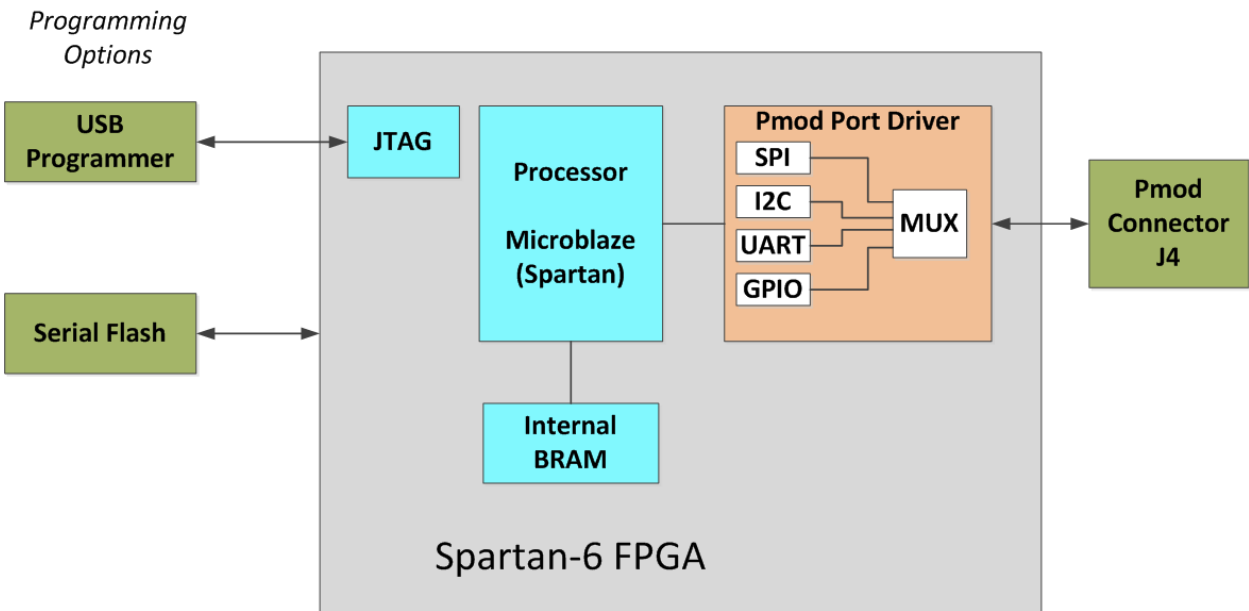 Programming
Options
USB
Programmer
Serial Flash
JTAG
Processor
Microblaze
(Spartan)
Internal
BRAM
Pmod Port Driver
SPI
I2C
UART
GPIO
MUX
Pmod
Connector
J4
Spartan-6 FPGA